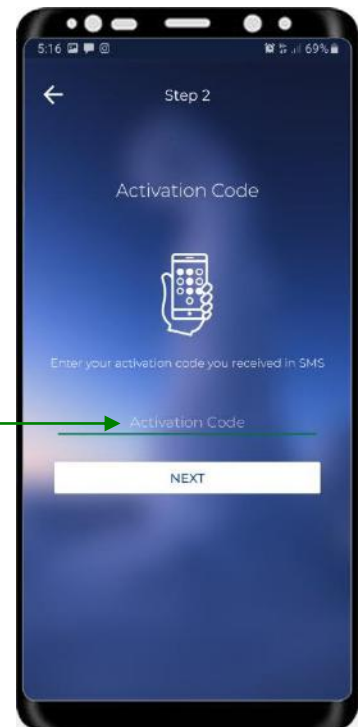 5:16 69%
Step 2
Activation Code
Enter your activation code you received in SMS
Activation Code
NEXT